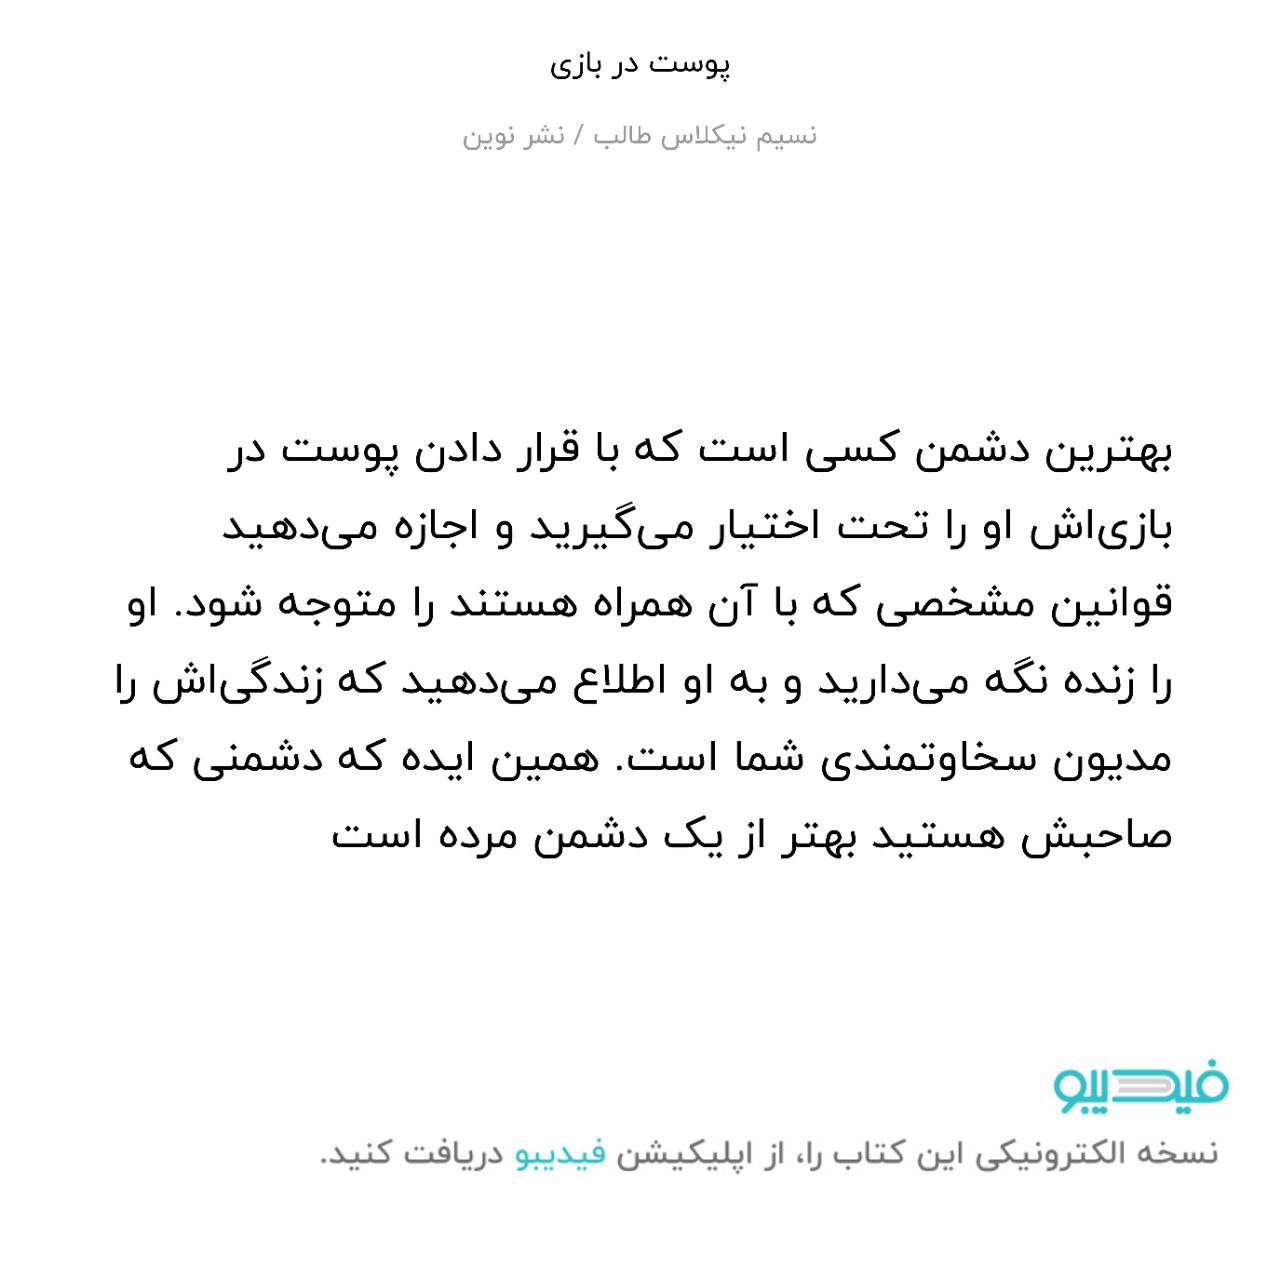 پوست در بازی
نسیم نیکلاس طالب / نشر نوین
بهترین دشمن کسی است که با قرار دادن پوست در
بازی‌اش او را تحت اختیار می‌گیرید و اجازه می‌دهید
قوانین مشخصی که با آن همراه هستند را متوجه شود. او
را زنده نگه می‌دارید و به او اطلاع می‌دهید که زندگی‌اش را
مدیون سخاوتمندی شما است. همین ایده که دشمنی که
صاحبش هستید بهتر از یک دشمن مرده است
فیدیبو
نسخه الکترونیکی این کتاب را، از اپلیکیشن فیدیبو دریافت کنید.